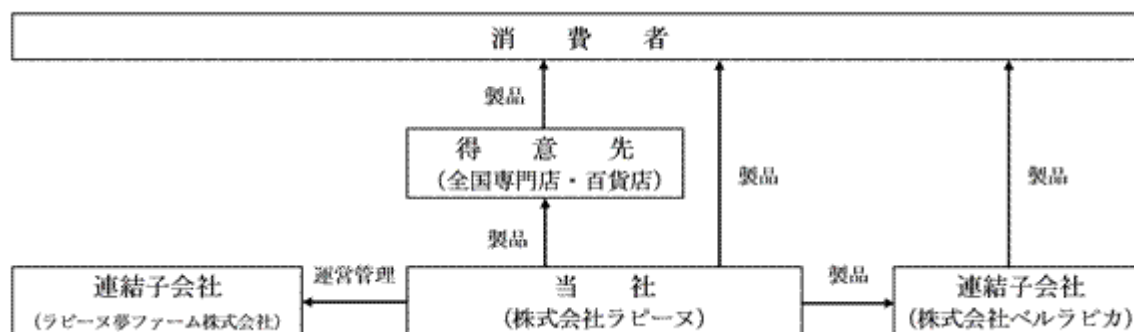 消 費 者
製品
得 意 先
(全国専門店・百貨店)
製品
製品
製品
連結子会社
(ラピーヌ夢ファーム株式会社)
運営管理
当 社
(株式会社ラピーヌ)
製品
連結子会社
(株式会社ベルラピカ)